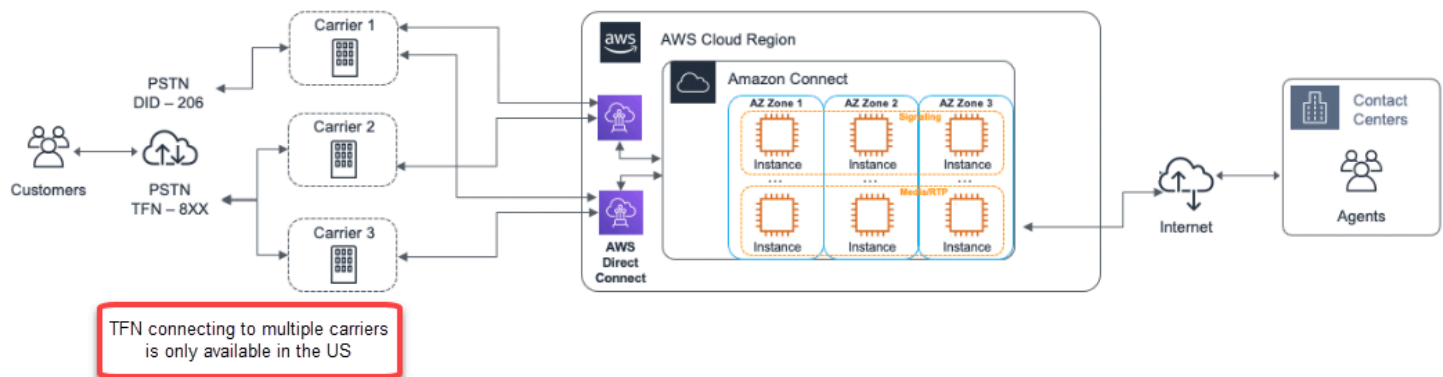 Customers
PSTN
DID – 206
PSTN
TFN – 8XX
Carrier 1
Carrier 2
Carrier 3
TFN connecting to multiple carriers
is only available in the US
aws
AWS Cloud Region
AWS
Direct
Connect
Amazon Connect
AZ Zone 1
AZ Zone 2
AZ Zone 3
Signaling
Instance
Instance
Instance
...
...
...
Media/RTP
Instance
Instance
Instance
Internet
Contact
Centers
Agents